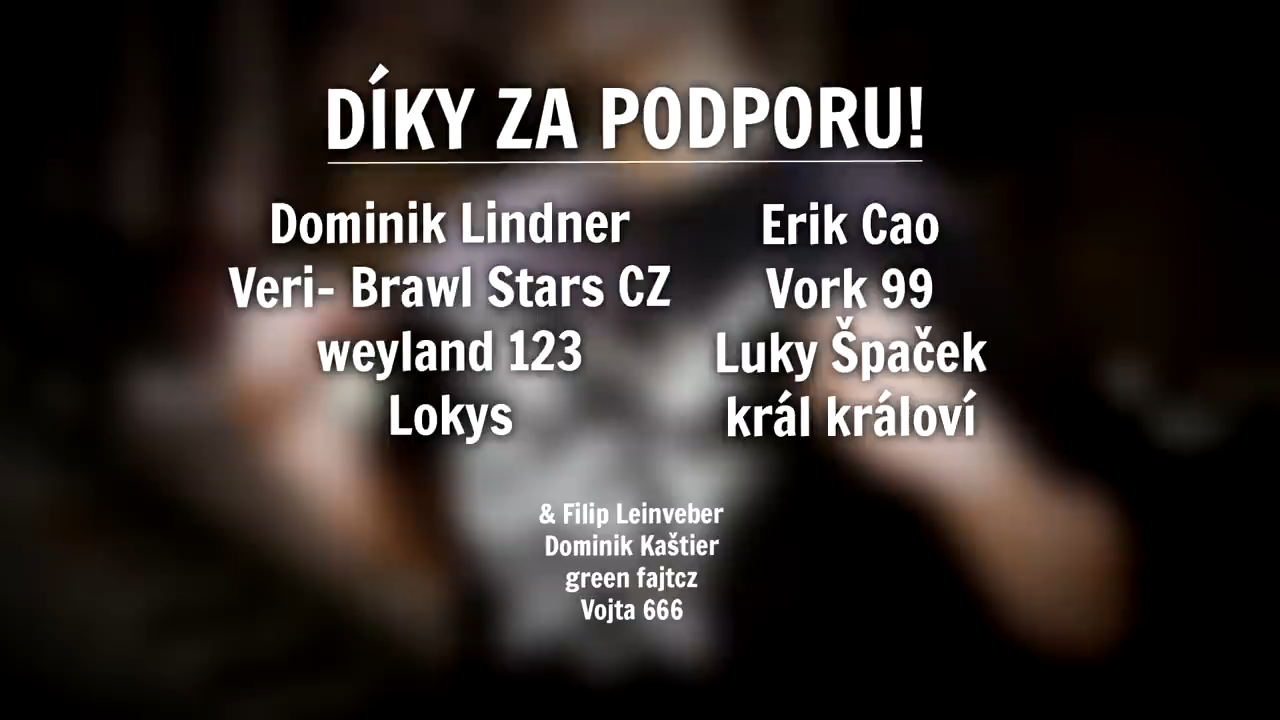 DÍKY ZA PODPORU!
Dominik Lindner
Veri- Brawl Stars CZ
weyland 123
Lokys
Erik Cao
Vork 99
Luky Špaček
král královí
& Filip Leinveber
Dominik Kaštier
green fajtcz
Vojta 666